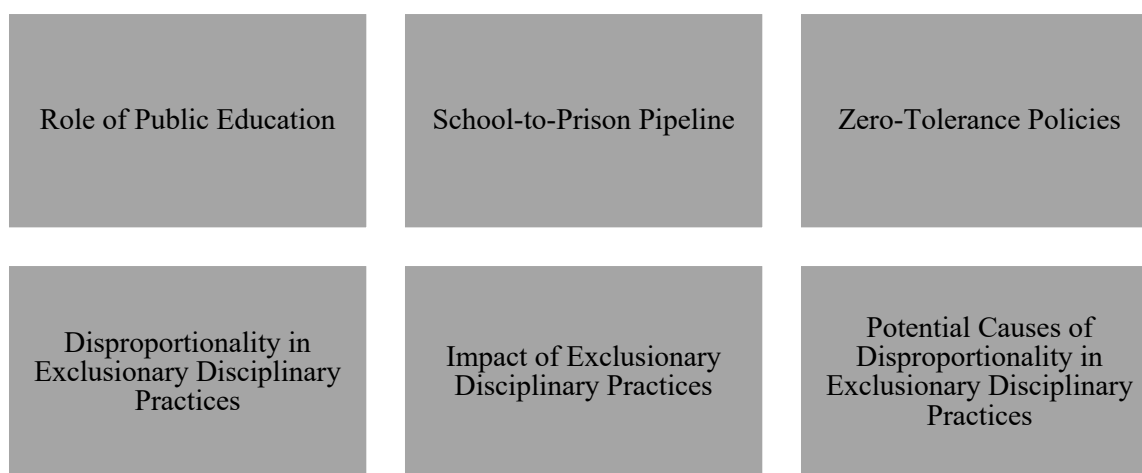 Role of Public Education
School-to-Prison Pipeline
Zero-Tolerance Policies
Disproportionality in
Exclusionary Disciplinary
Practices
Impact of Exclusionary
Disciplinary Practices
Potential Causes of
Disproportionality in
Exclusionary Disciplinary
Practices